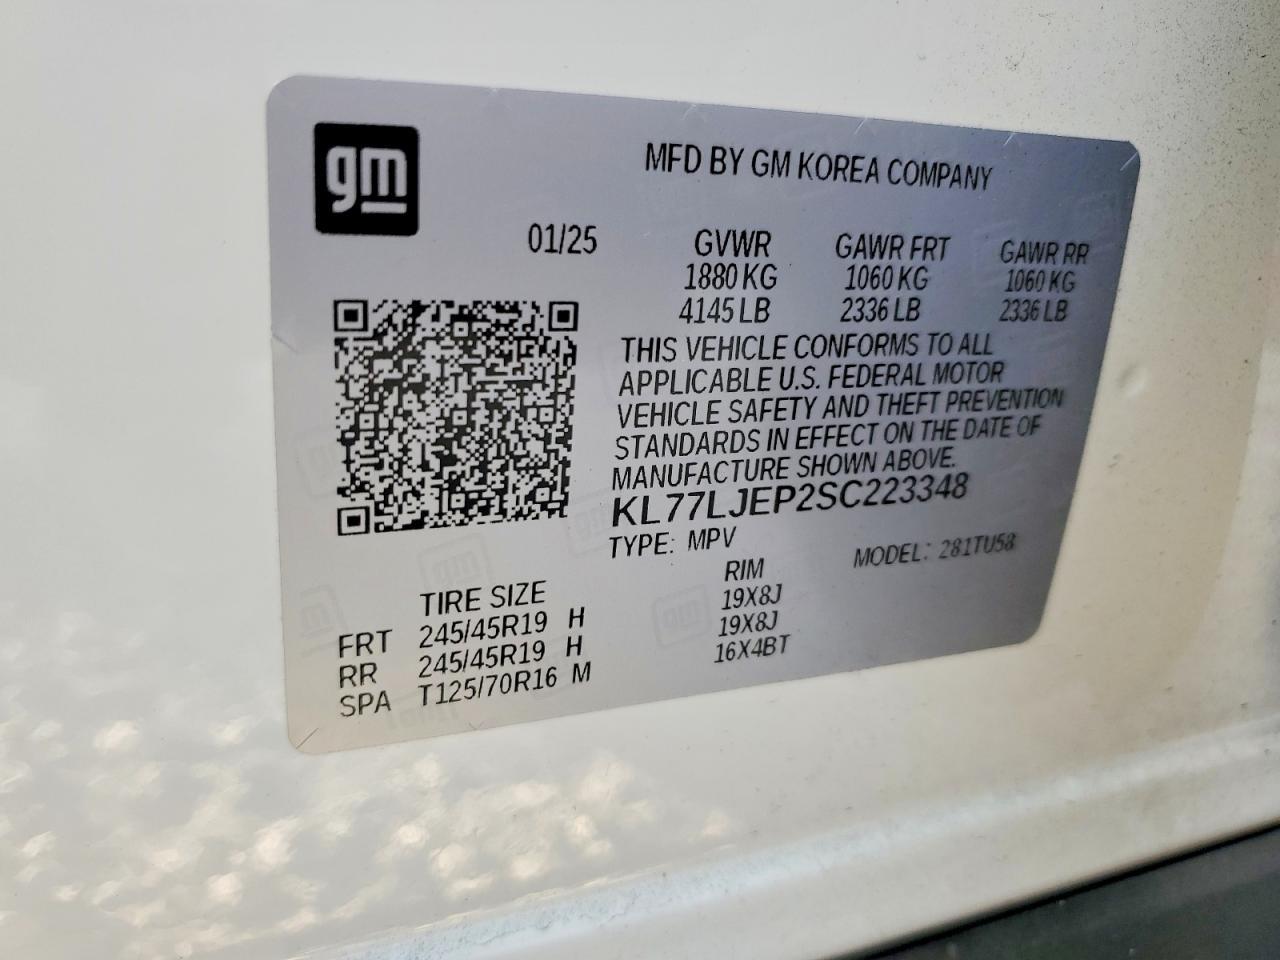 gm
MFD BY GM KOREA COMPANY
01/25 GVWR GAWR FRT GAWR RR
1880 KG 1060 KG 1060 KG
4145 LB 2336 LB 2336 LB
THIS VEHICLE CONFORMS TO ALL
APPLICABLE U.S. FEDERAL MOTOR
VEHICLE SAFETY AND THEFT PREVENTION
STANDARDS IN EFFECT ON THE DATE OF
MANUFACTURE SHOWN ABOVE.
KL77LJEP2SC223348
TYPE: MPV MODEL: 281TU58
TIRE SIZE RIM
FRT 245/45R19 H 19X8J
RR 245/45R19 H 19X8J
SPA T125/70R16 M 16X4BT